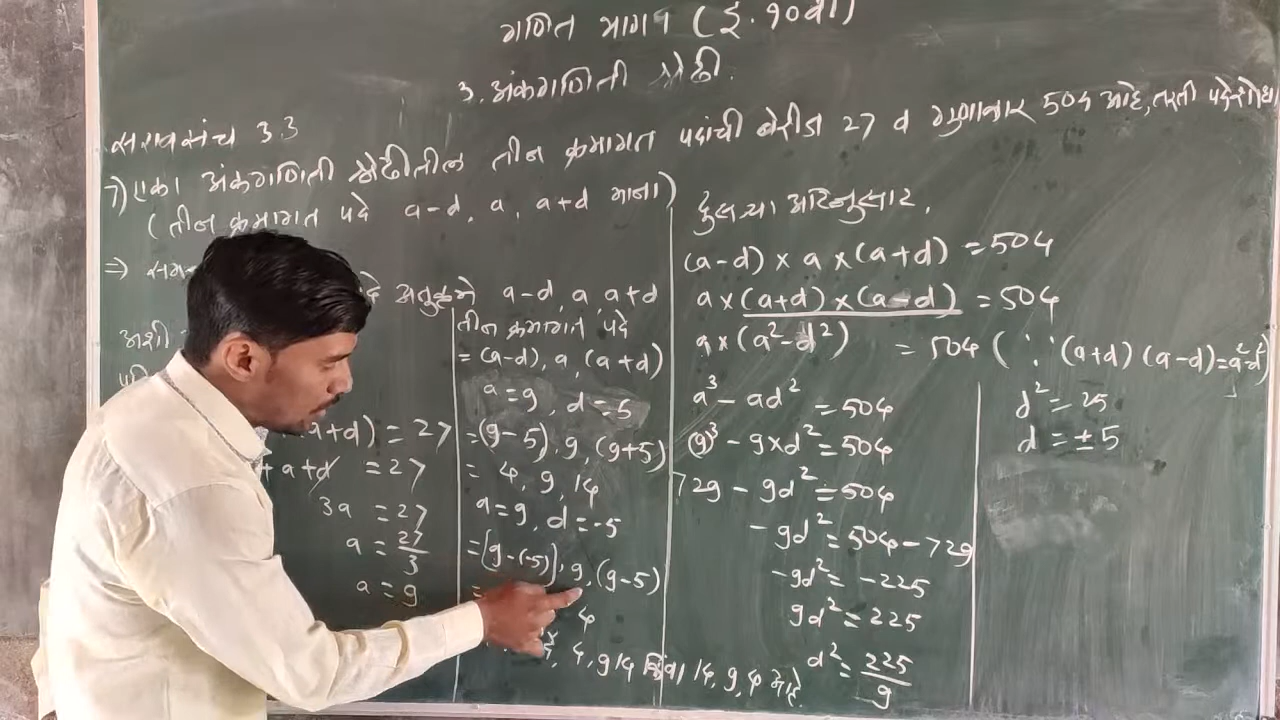 गणित भाग १ (इ. १०वी)
3. अंकगणिती श्रेढी.
सरावसंच 3.3
7) एका अंकगणिती श्रेढीतील तीन क्रमागत पदांची बेरीज 27 व गुणाकार 504 आहे, तर ती पदे शोधा
(तीन क्रमागत पदे a-d, a, a+d माना)
अनुक्रमे a-d, a, a+d
a+d) = 27
+ a+d = 27
3a = 27
a = 27/3
a = 9
तीन क्रमागत पदे
= (a-d), a, (a+d)
a = 9, d = 5
= (9-5), 9, (9+5)
= 4, 9, 14
a = 9, d = -5
= [9-(-5)], 9, (9-5)
=
4
4, 9, 14 किंवा 14, 9, 4 आहे.
दुसऱ्या अटीनुसार,
(a-d) × a × (a+d) = 504
a × (a+d) × (a-d) = 504
a × (a² - d²) = 504 (∵ (a+d) (a-d) = a²-d²)
a³ - ad² = 504
(9)³ - 9×d² = 504
729 - 9d² = 504
-9d² = 504 - 729
-9d² = -225
9d² = 225
d² = 225/9
d² = 25
d = ± 5